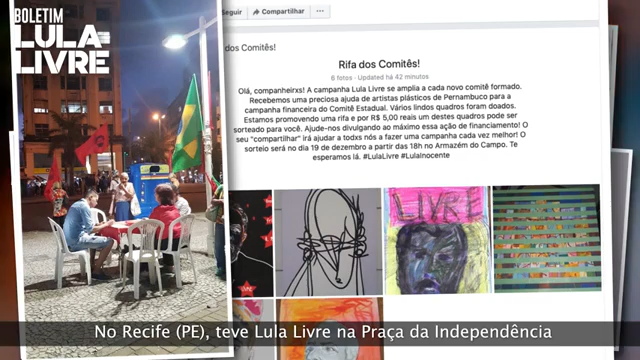 BOLETIM
LULA
LIVRE
Seguir
Compartilhar
dos Comitês!
Rifa dos Comitês!
6 fotos · Updated há 42 minutos
Olá, companheirxs! A campanha Lula Livre se amplia a cada novo comitê formado.
Recebemos uma preciosa ajuda de artistas plásticos de Pernambuco para a
campanha financeira do Comitê Estadual. Vários lindos quadros foram doados.
Estamos promovendo uma rifa e por R$ 5,00 reais um destes quadros pode ser
sorteado para você. Ajude-nos divulgando ao máximo essa ação de financiamento! O
seu "compartilhar" irá ajudar a todxs nós a fazer uma campanha cada vez melhor! O
sorteio será no dia 19 de dezembro a partir das 18h no Armazém do Campo. Te
esperamos lá. #LulaLivre #LulaInocente
LIVRE
No Recife (PE), teve Lula Livre na Praça da Independência